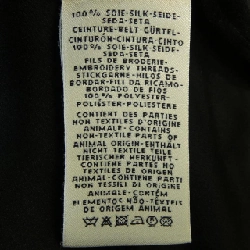 100% SOIE-SILK-SEIDE-
SEDA-SETA
CEINTURE-BELT GÜRTEL-
CINTURÓN-CINTURA CINTO
100% SOIE-SILK-SEIDE-
SEDA-SETA
FILS DE BRODERIE-
EMBROIDERY THREADS-
STICKGARNE-HILOS DE
BORDAR-FILI DA RICAMO-
BORDADO DE FIOS
100% POLYESTER-
POLIÉSTER-POLIESTERE
CONTIENT DES PARTIES
NON TEXTILES D'ORIGINE
ANIMALE-CONTAINS
NON-TEXTILE PARTS OF
ANIMAL ORIGIN-ENTHÄLT
NICHT TEXTILE TEILE
TIERISCHER HERKUNFT-
CONTIENE PARTES NO
TEXTILES DE ORIGEN
ANIMAL-CONTIENE PARTI
NON TESSILI DI ORIGINE
ANIMALE-CONTÉM
ELEMENTOS NÃO TÊXTEIS
DE ORIGEM ANIMAL